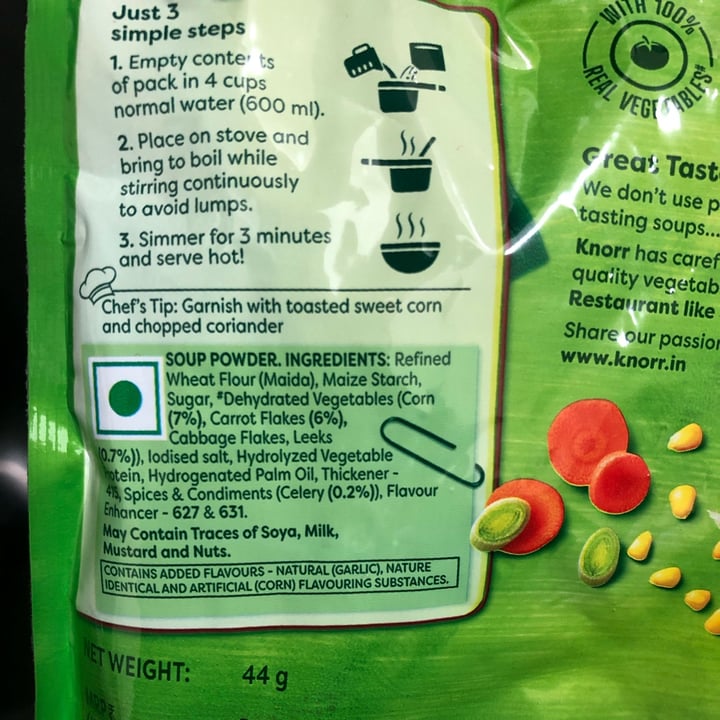 Just 3
simple steps
1. Empty contents
of pack in 4 cups
normal water (600 ml).
2. Place on stove and
bring to boil while
stirring continuously
to avoid lumps.
3. Simmer for 3 minutes
and serve hot!
Chef's Tip: Garnish with toasted sweet corn
and chopped coriander
SOUP POWDER. INGREDIENTS: Refined
Wheat Flour (Maida), Maize Starch,
Sugar, #Dehydrated Vegetables (Corn
(7%), Carrot Flakes (6%),
Cabbage Flakes, Leeks
(0.7%)), Iodised salt, Hydrolyzed Vegetable
Protein, Hydrogenated Palm Oil, Thickener -
415, Spices & Condiments (Celery (0.2%)), Flavour
Enhancer - 627 & 631.
May Contain Traces of Soya, Milk,
Mustard and Nuts.
CONTAINS ADDED FLAVOURS - NATURAL (GARLIC), NATURE
IDENTICAL AND ARTIFICIAL (CORN) FLAVOURING SUBSTANCES.
NET WEIGHT: 44 g
WITH 100%
REAL VEGETABLES#
Great Tast
We don't use p
tasting soups...
Knorr has caref
quality vegetab
Restaurant like
Share our passion
www.knorr.in